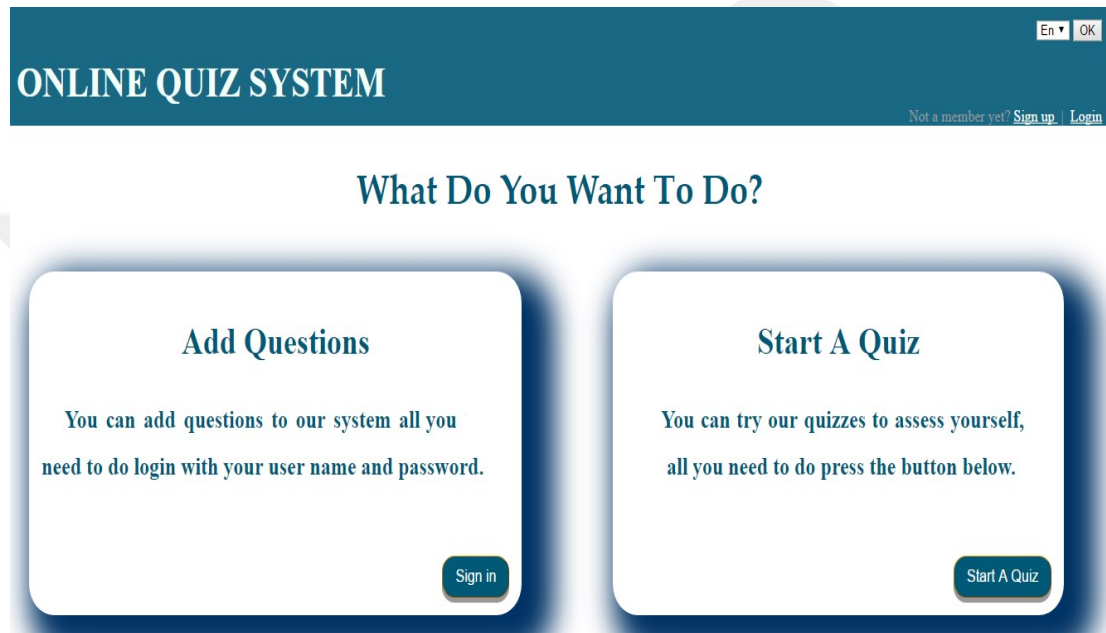 En OK
ONLINE QUIZ SYSTEM
Not a member yet? Sign up | Login
What Do You Want To Do?
Add Questions
You can add questions to our system all you
need to do login with your user name and password.
Sign in
Start A Quiz
You can try our quizzes to assess yourself,
all you need to do press the button below.
Start A Quiz